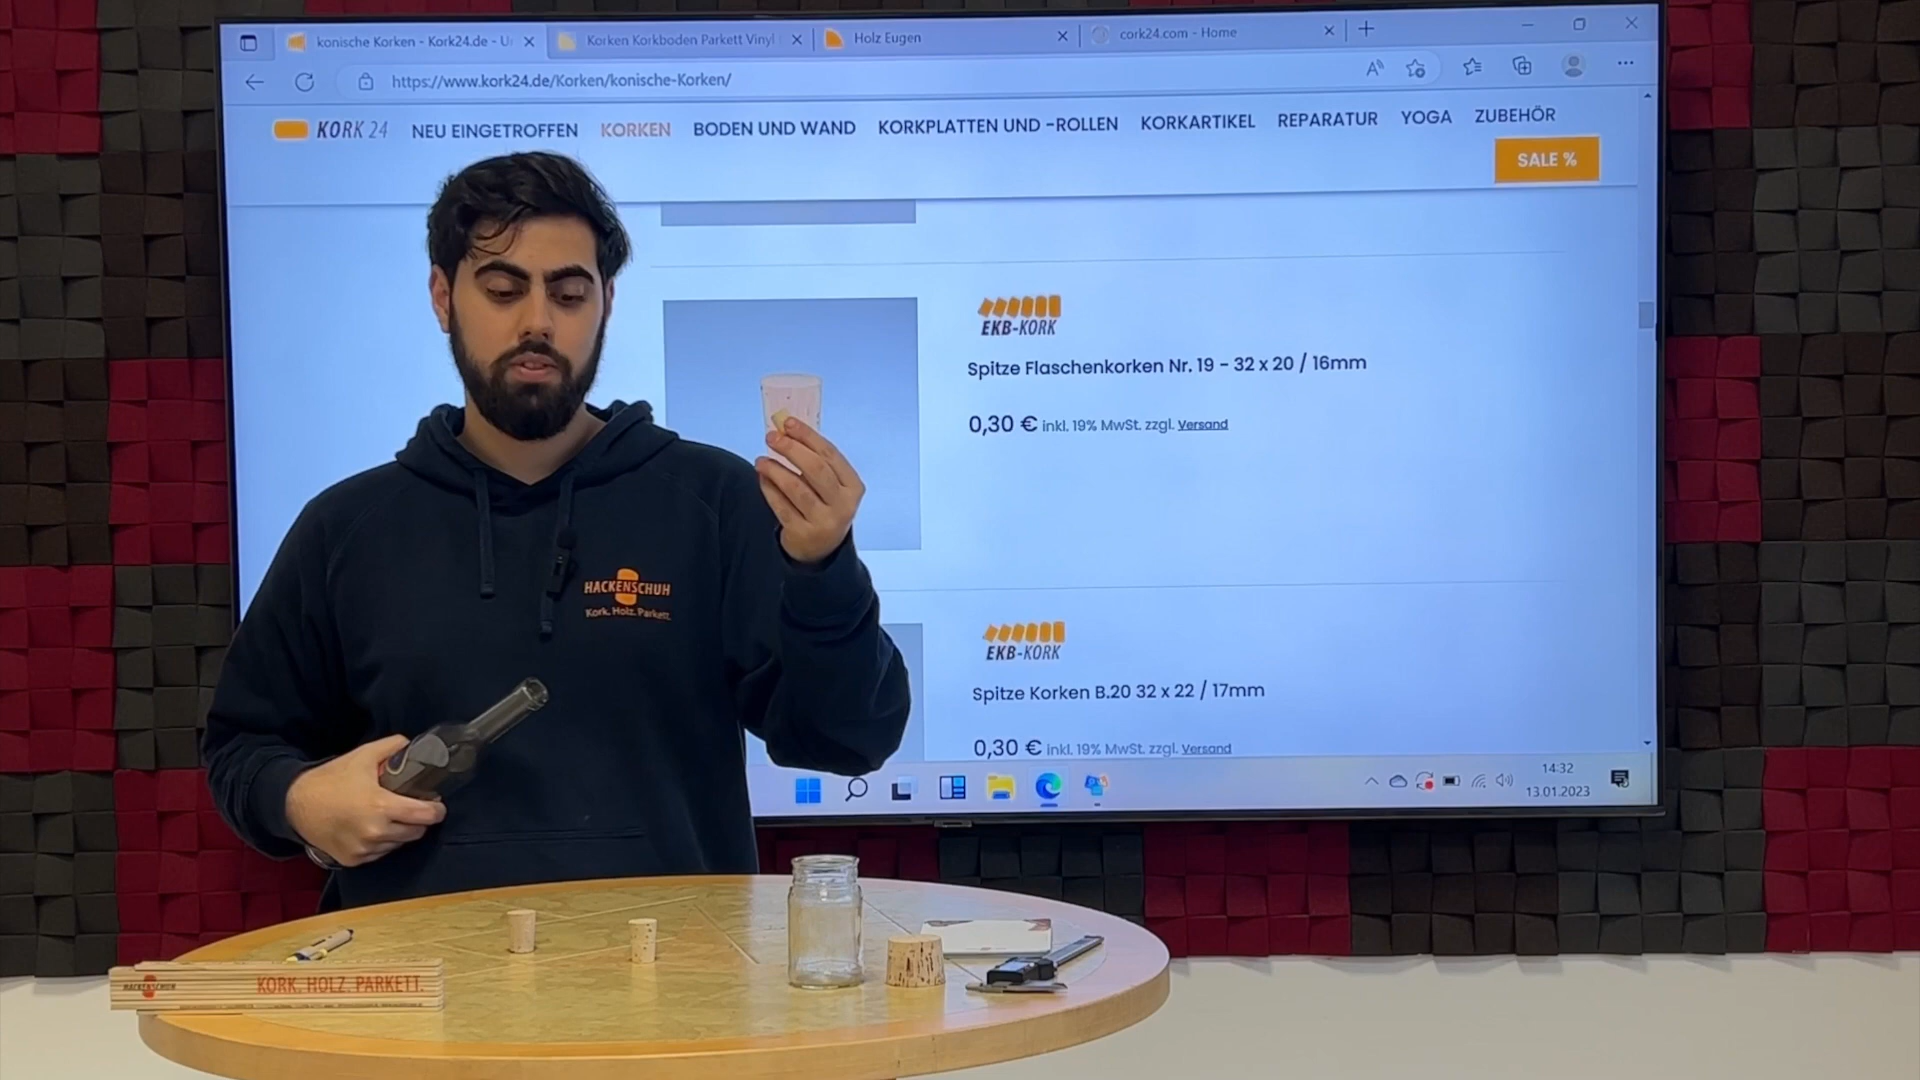 konische Korken - Kork24.de - U
Korken Korkboden Parkett Vinyl
Holz Eugen
cork24.com - Home
https://www.kork24.de/Korken/konische-Korken/
KORK 24
NEU EINGETROFFEN
KORKEN
BODEN UND WAND
KORKPLATTEN UND -ROLLEN
KORKARTIKEL
REPARATUR
YOGA
ZUBEHÖR
SALE %
EKB-KORK
Spitze Flaschenkorken Nr. 19 - 32 x 20 / 16mm
0,30 € inkl. 19% MwSt. zzgl. Versand
EKB-KORK
Spitze Korken B.20 32 x 22 / 17mm
0,30 € inkl. 19% MwSt. zzgl. Versand
14:32
13.01.2023
HACKENSCHUH
Kork. Holz. Parkett.
HACKENSCHUH
KORK. HOLZ. PARKETT.